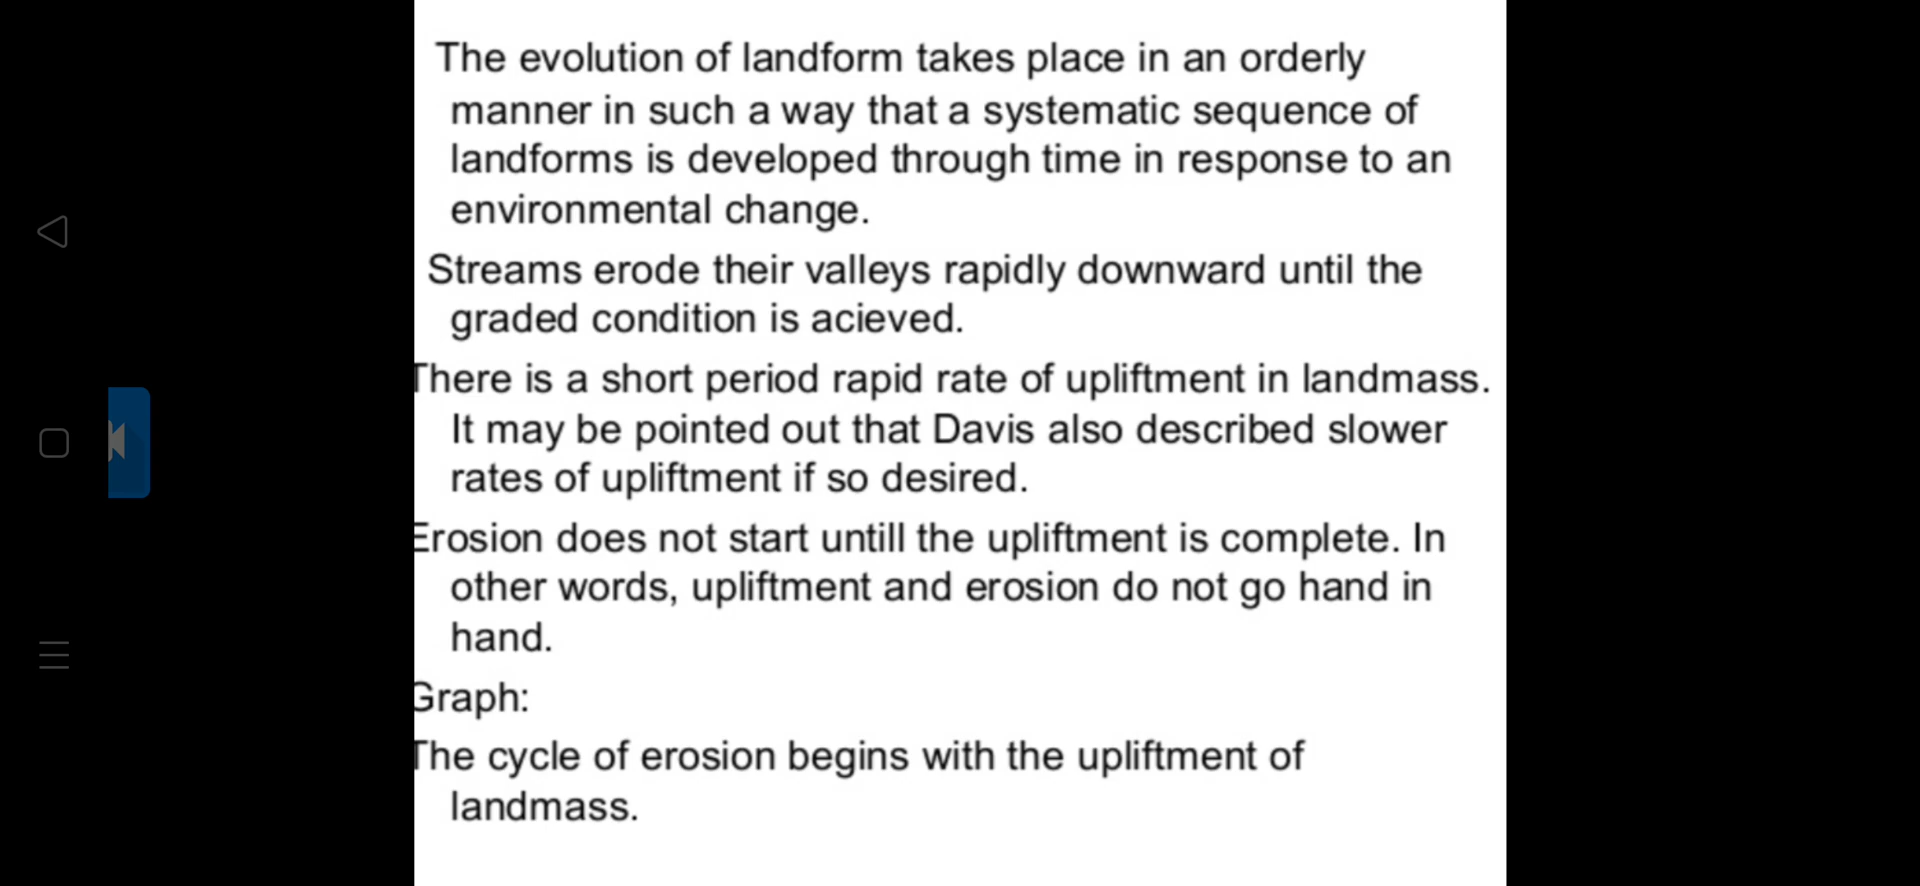 The evolution of landform takes place in an orderly
manner in such a way that a systematic sequence of
landforms is developed through time in response to an
environmental change.
Streams erode their valleys rapidly downward until the
graded condition is acieved.
There is a short period rapid rate of upliftment in landmass.
It may be pointed out that Davis also described slower
rates of upliftment if so desired.
Erosion does not start untill the upliftment is complete. In
other words, upliftment and erosion do not go hand in
hand.
Graph:
The cycle of erosion begins with the upliftment of
landmass.